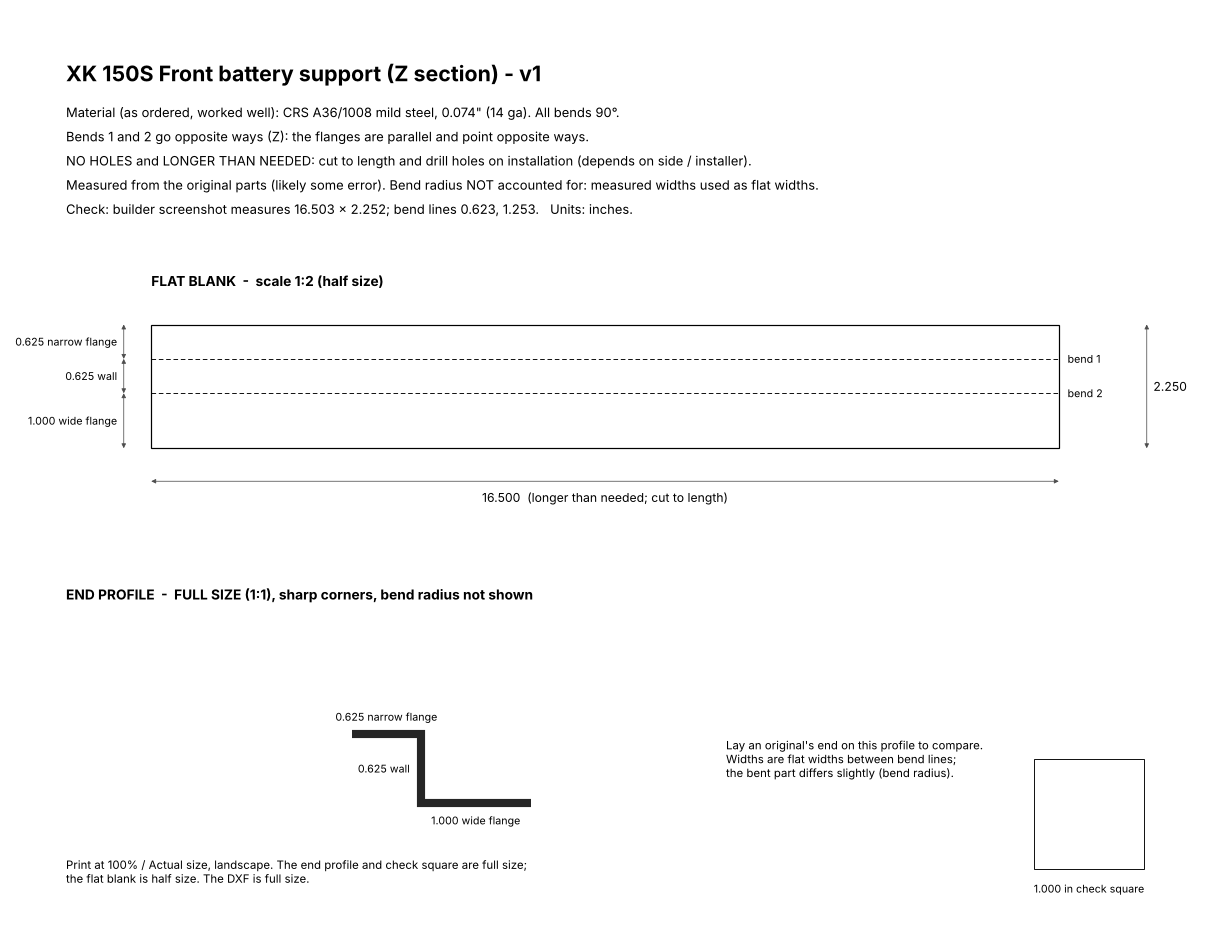 XK 150S Front battery support (Z section) - v1
Material (as ordered, worked well): CRS A36/1008 mild steel, 0.074" (14 ga). All bends 90°.
Bends 1 and 2 go opposite ways (Z): the flanges are parallel and point opposite ways.
NO HOLES and LONGER THAN NEEDED: cut to length and drill holes on installation (depends on side / installer).
Measured from the original parts (likely some error). Bend radius NOT accounted for: measured widths used as flat widths.
Check: builder screenshot measures 16.503 × 2.252; bend lines 0.623, 1.253.   Units: inches.
FLAT BLANK  -  scale 1:2 (half size)
0.625 narrow flange
bend 1
0.625 wall
2.250
bend 2
1.000 wide flange
16.500  (longer than needed; cut to length)
END PROFILE  -  FULL SIZE (1:1), sharp corners, bend radius not shown
0.625 narrow flange
0.625 wall
1.000 wide flange
Lay an original's end on this profile to compare.
Widths are flat widths between bend lines;
the bent part differs slightly (bend radius).
Print at 100% / Actual size, landscape. The end profile and check square are full size;
the flat blank is half size. The DXF is full size.
1.000 in check square